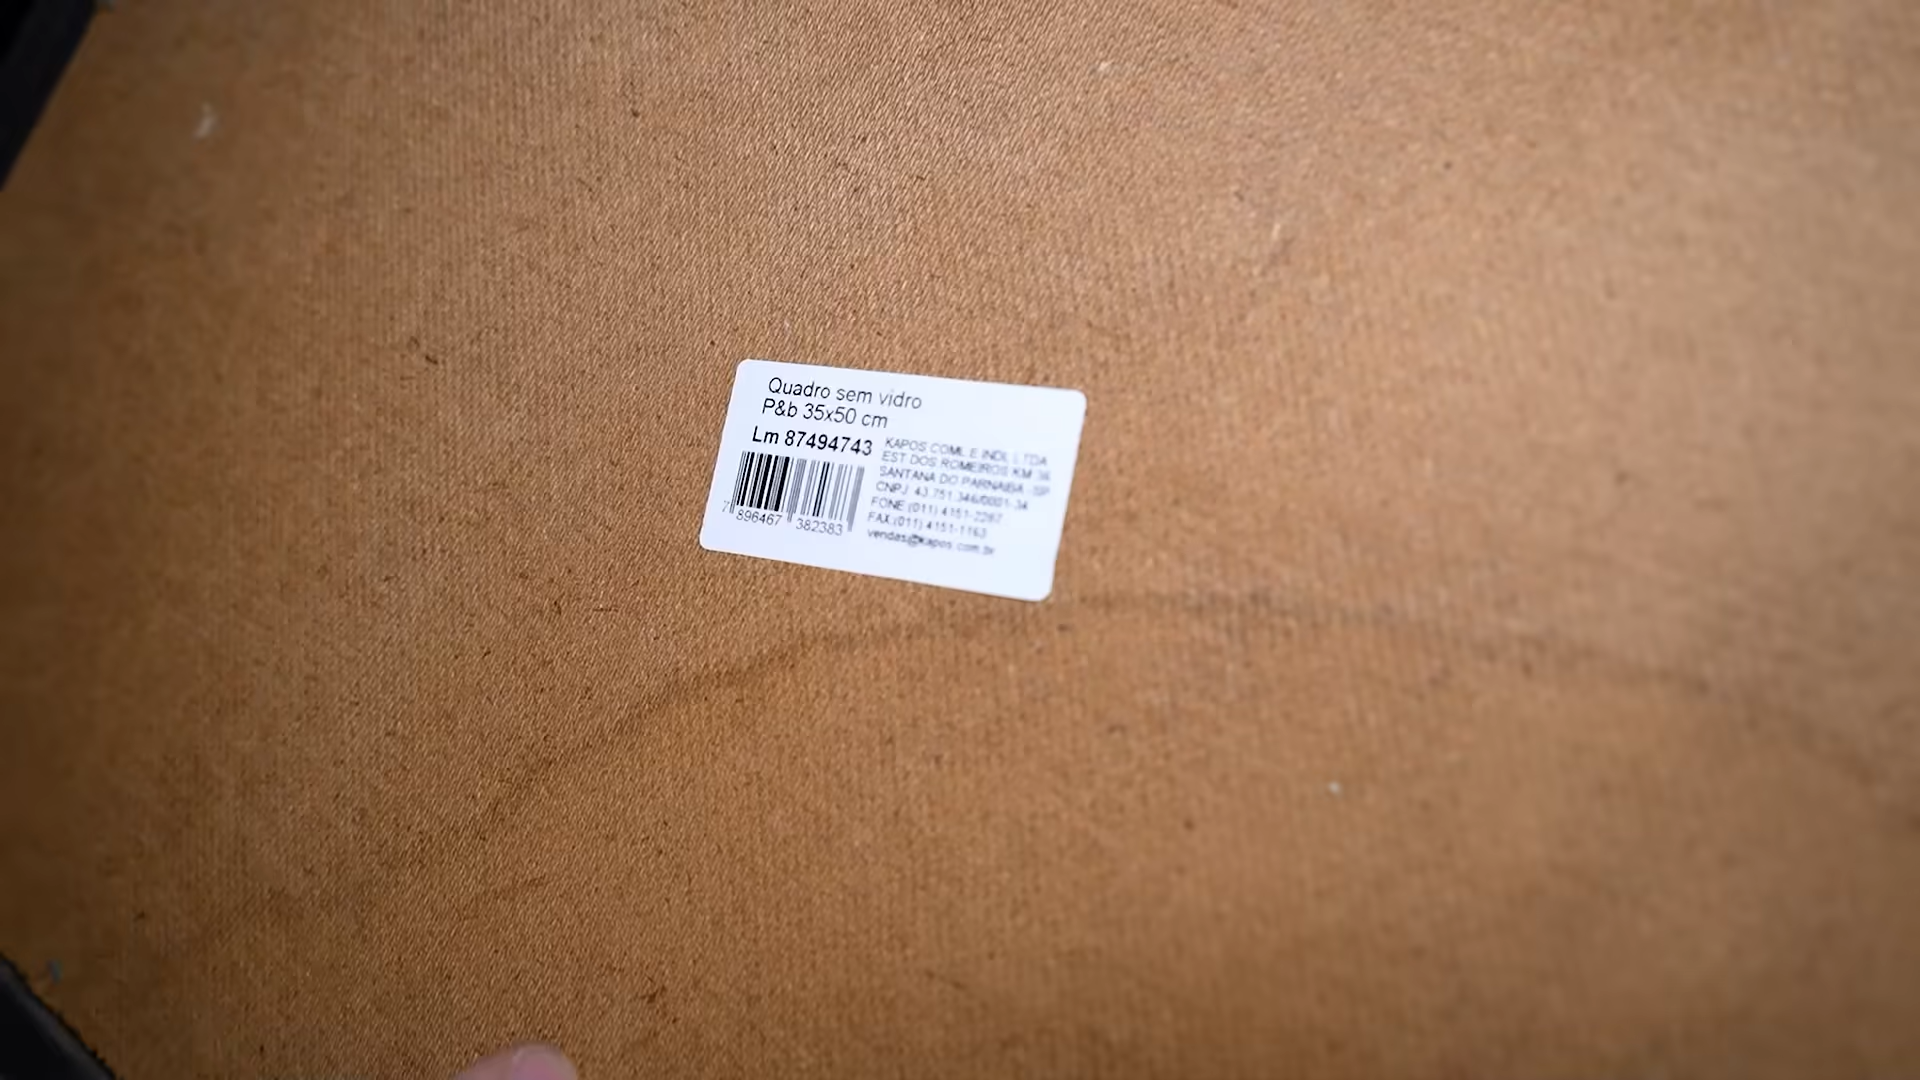 Quadro sem vidro
P&b 35x50 cm
Lm 87494743
7 896467 382383
KAPOS COML E INDL LTDA
EST DOS ROMEIROS KM
SANTANA DO PARNAIBA - SP
CNPJ 43.751.346/0001-34
FONE:(011) 4151-2267
FAX:(011) 4151-1163
vendas@kapos.com.br